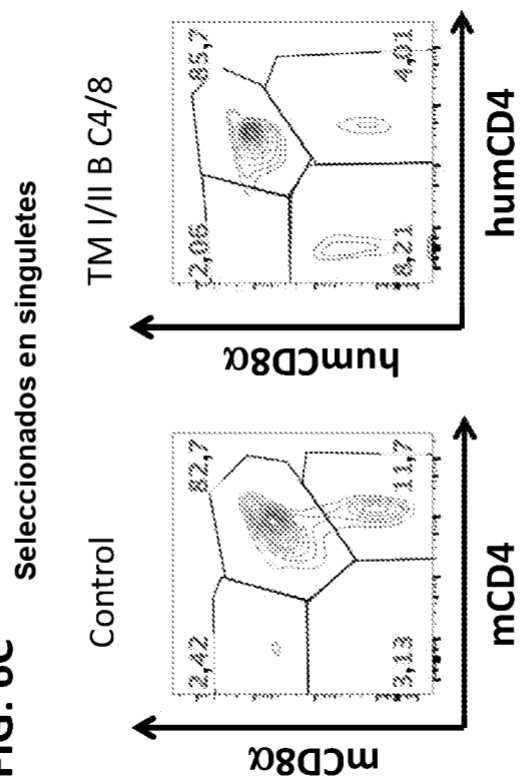 FIG. 6C
Seleccionados en singuletes
Control
TM I/II B C4/8
mCD8α
2,42
82,7
3,13
11,7
mCD4
humCD8α
2,06
85,7
8,21
4,01
humCD4